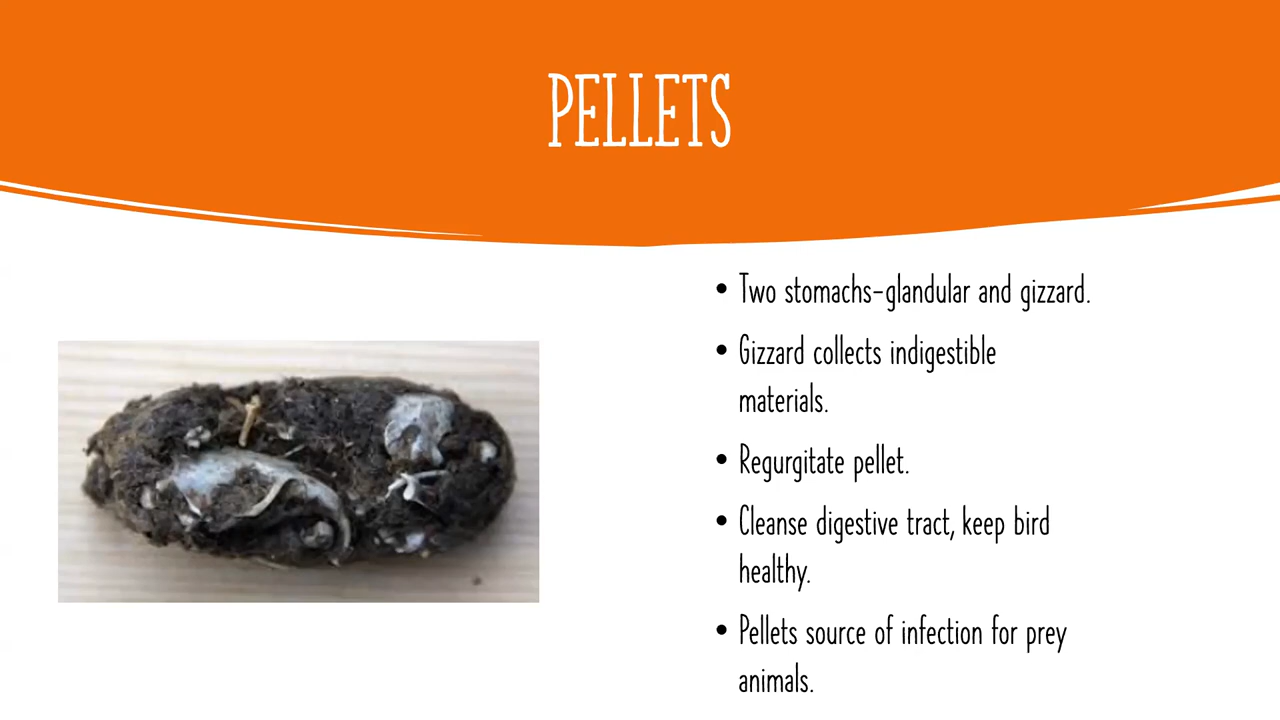 PELLETS
• Two stomachs-glandular and gizzard.
• Gizzard collects indigestible
materials.
• Regurgitate pellet.
• Cleanse digestive tract, keep bird
healthy.
• Pellets source of infection for prey
animals.